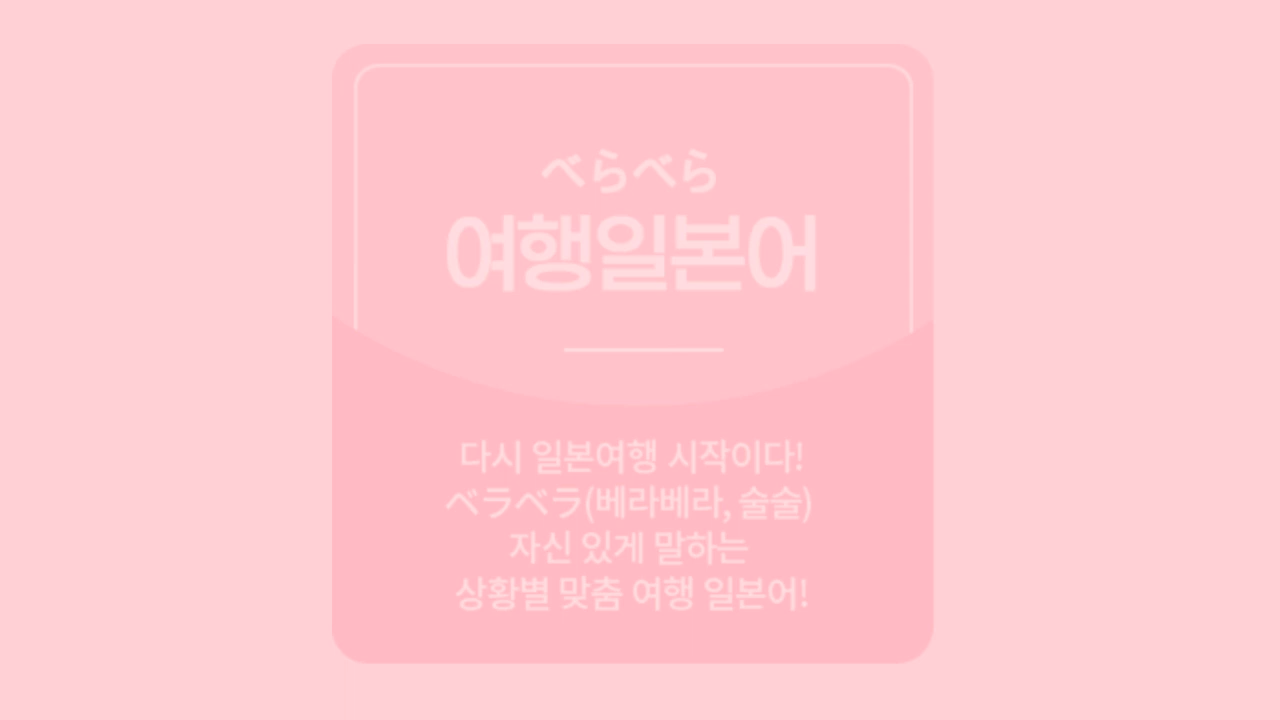 べらべら
여행일본어
다시 일본여행 시작이다!
ベラベラ(베라베라, 술술)
자신 있게 말하는
상황별 맞춤 여행 일본어!